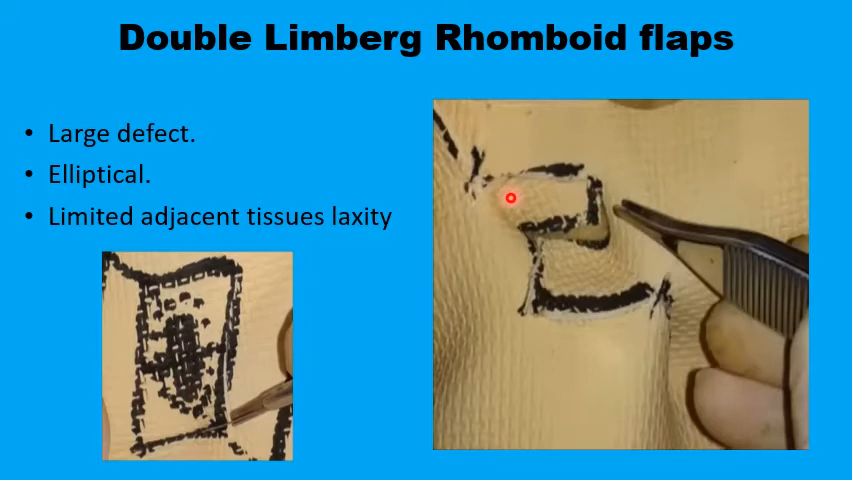 Double Limberg Rhomboid flaps
• Large defect.
• Elliptical.
• Limited adjacent tissues laxity